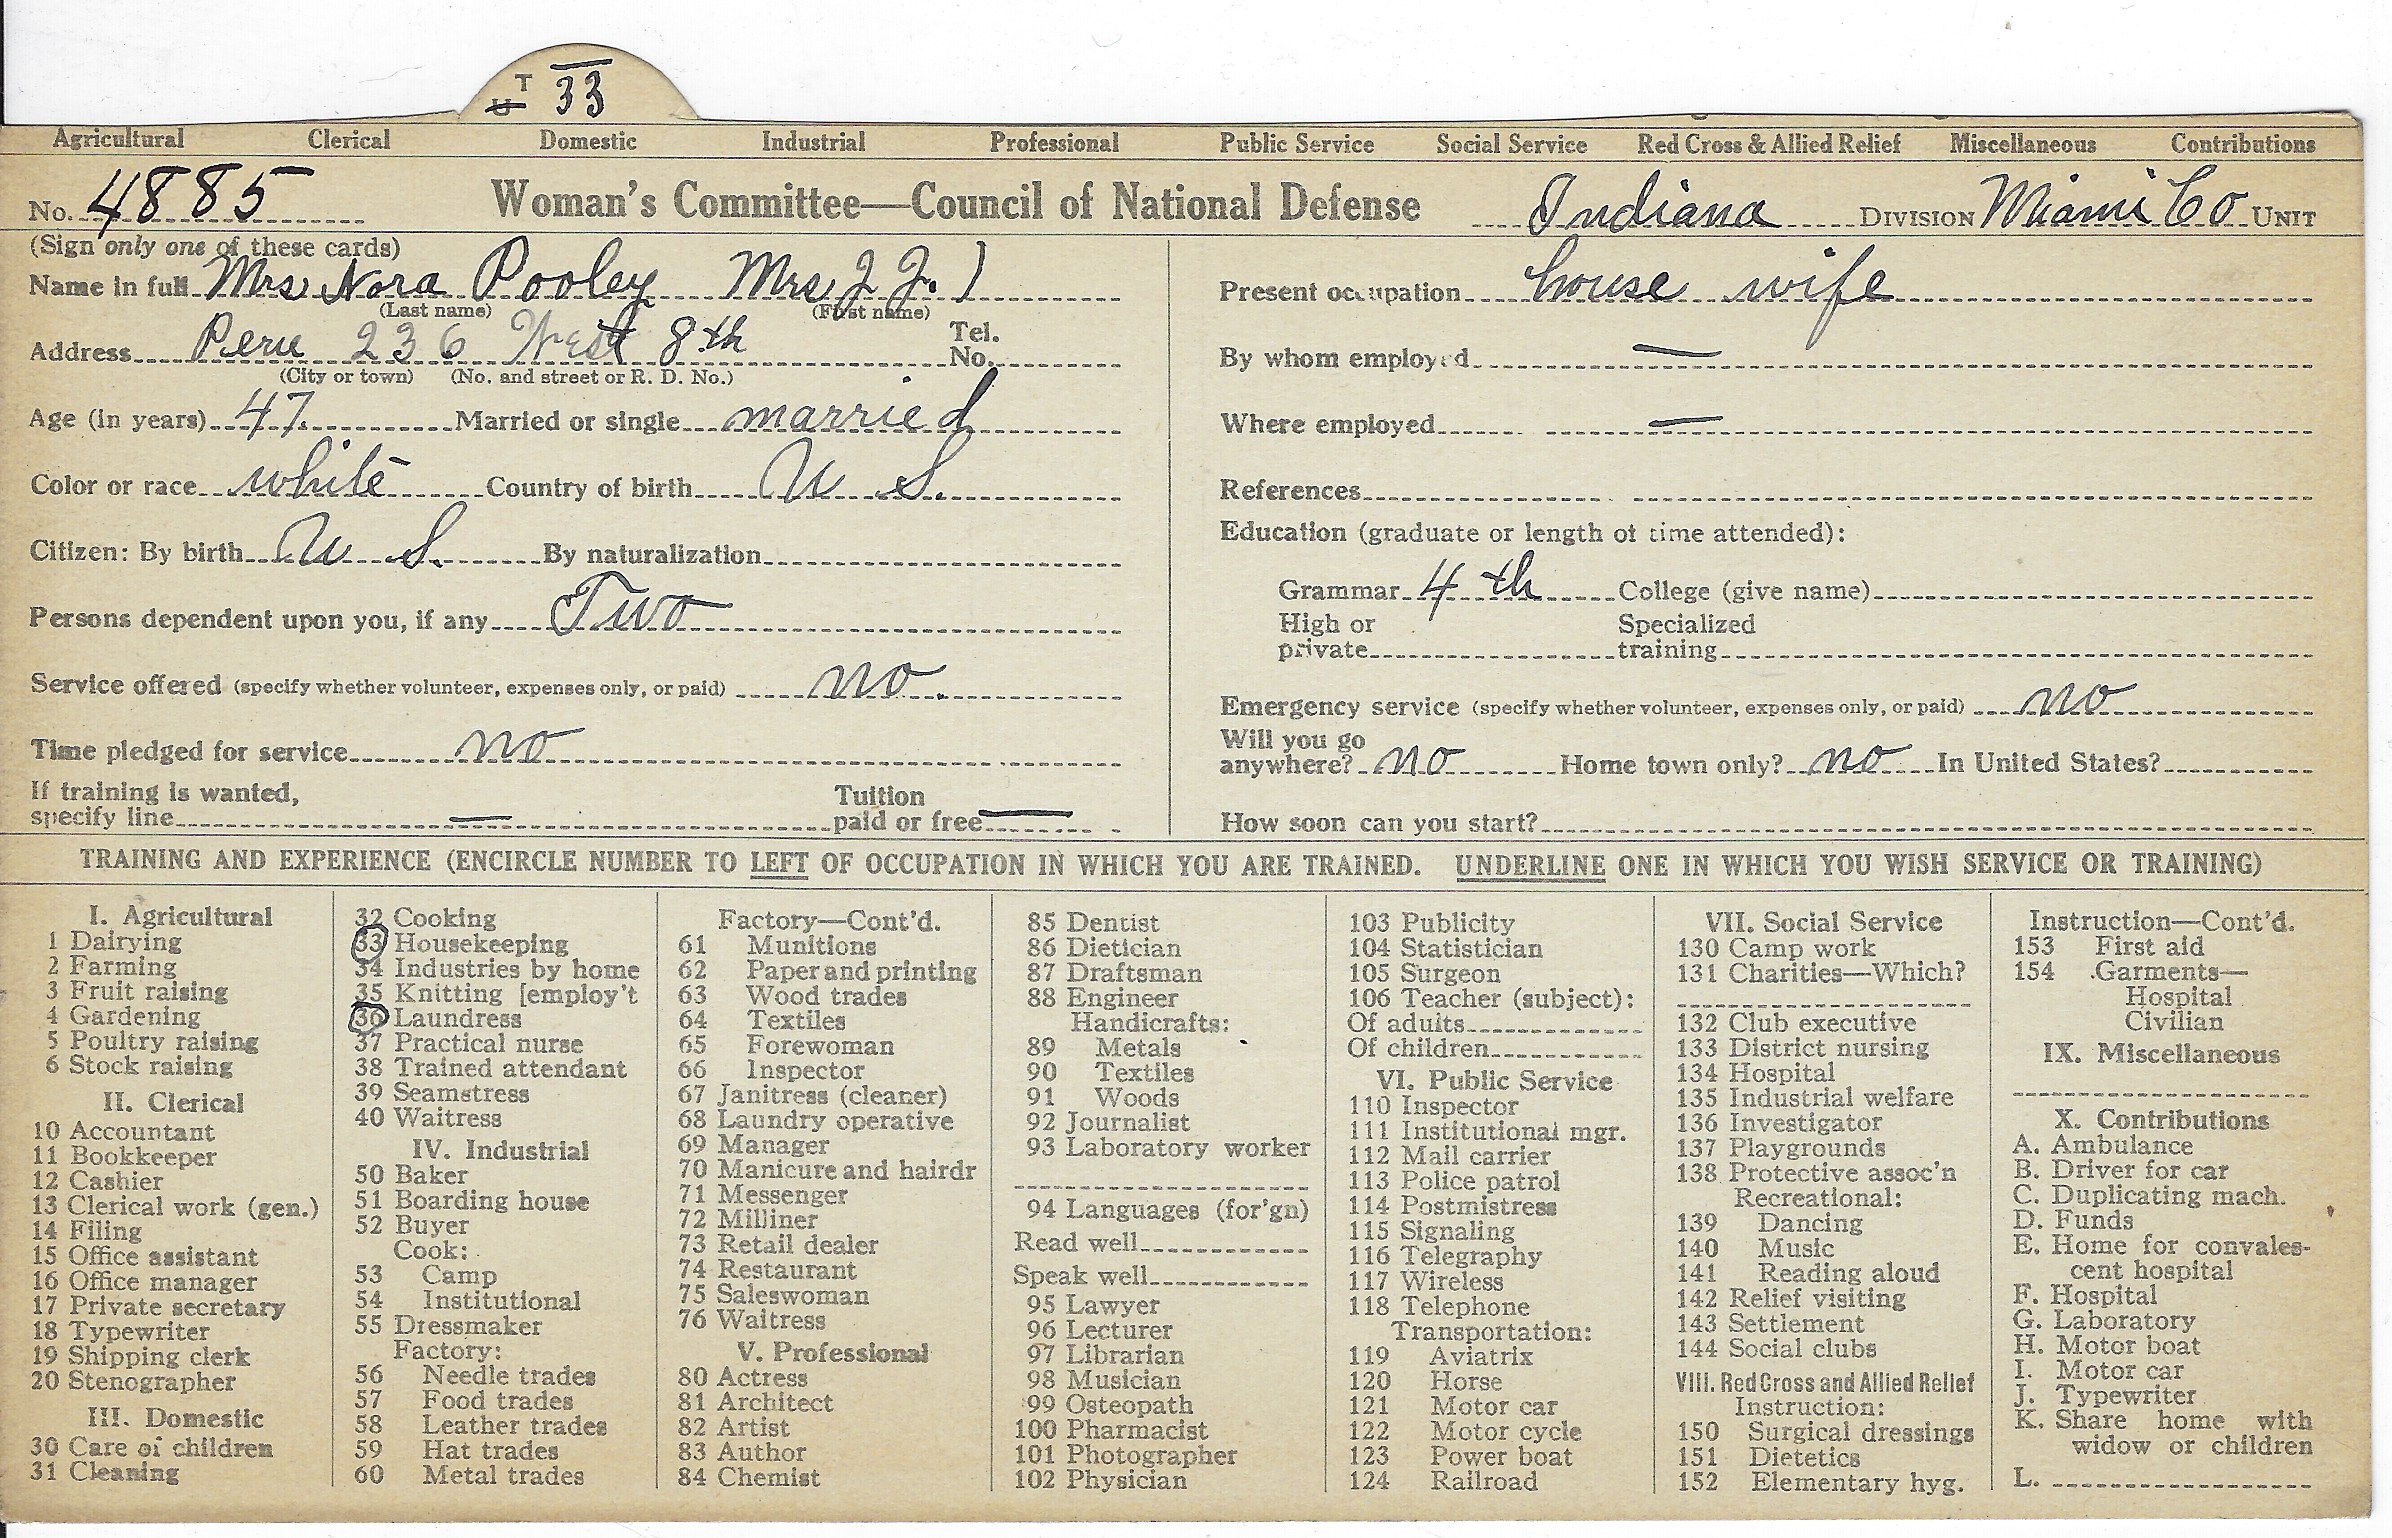 T 33
U
Agricultural Clerical Domestic Industrial Professional Public Service Social Service Red Cross & Allied Relief Miscellaneous Contributions
No. 4885 Woman's Committee—Council of National Defense Indiana DIVISION Miami Co UNIT
(Sign only one of these cards)
Name in full Mrs Nora Pooley Mrs J J. )
(Last name) (First name)
Address Peru 236 West 8th Tel. No.
(City or town) (No. and street or R. D. No.)
Age (in years) 47. Married or single married
Color or race white Country of birth U S.
Citizen: By birth U S. By naturalization
Persons dependent upon you, if any Two
Service offered (specify whether volunteer, expenses only, or paid) no.
Time pledged for service no
If training is wanted,
specify line — Tuition paid or free —
Present occupation house wife
By whom employed —
Where employed —
References
Education (graduate or length of time attended):
Grammar 4th College (give name)
High or private Specialized training
Emergency service (specify whether volunteer, expenses only, or paid) no
Will you go anywhere? no Home town only? no In United States?
How soon can you start?
TRAINING AND EXPERIENCE (ENCIRCLE NUMBER TO LEFT OF OCCUPATION IN WHICH YOU ARE TRAINED. UNDERLINE ONE IN WHICH YOU WISH SERVICE OR TRAINING)
I. Agricultural
1 Dairying
2 Farming
3 Fruit raising
4 Gardening
5 Poultry raising
6 Stock raising
II. Clerical
10 Accountant
11 Bookkeeper
12 Cashier
13 Clerical work (gen.)
14 Filing
15 Office assistant
16 Office manager
17 Private secretary
18 Typewriter
19 Shipping clerk
20 Stenographer
III. Domestic
30 Care of children
31 Cleaning
32 Cooking
33 Housekeeping
34 Industries by home
35 Knitting [employ't
36 Laundress
37 Practical nurse
38 Trained attendant
39 Seamstress
40 Waitress
IV. Industrial
50 Baker
51 Boarding house
52 Buyer
Cook:
53 Camp
54 Institutional
55 Dressmaker
Factory:
56 Needle trades
57 Food trades
58 Leather trades
59 Hat trades
60 Metal trades
Factory—Cont'd.
61 Munitions
62 Paper and printing
63 Wood trades
64 Textiles
65 Forewoman
66 Inspector
67 Janitress (cleaner)
68 Laundry operative
69 Manager
70 Manicure and hairdr
71 Messenger
72 Milliner
73 Retail dealer
74 Restaurant
75 Saleswoman
76 Waitress
V. Professional
80 Actress
81 Architect
82 Artist
83 Author
84 Chemist
85 Dentist
86 Dietician
87 Draftsman
88 Engineer
Handicrafts:
89 Metals
90 Textiles
91 Woods
92 Journalist
93 Laboratory worker
94 Languages (for'gn)
Read well
Speak well
95 Lawyer
96 Lecturer
97 Librarian
98 Musician
99 Osteopath
100 Pharmacist
101 Photographer
102 Physician
103 Publicity
104 Statistician
105 Surgeon
106 Teacher (subject):
Of adults
Of children
VI. Public Service
110 Inspector
111 Institutional mgr.
112 Mail carrier
113 Police patrol
114 Postmistress
115 Signaling
116 Telegraphy
117 Wireless
118 Telephone
Transportation:
119 Aviatrix
120 Horse
121 Motor car
122 Motor cycle
123 Power boat
124 Railroad
VII. Social Service
130 Camp work
131 Charities—Which?
132 Club executive
133 District nursing
134 Hospital
135 Industrial welfare
136 Investigator
137 Playgrounds
138 Protective assoc'n
Recreational:
139 Dancing
140 Music
141 Reading aloud
142 Relief visiting
143 Settlement
144 Social clubs
VIII. Red Cross and Allied Relief
Instruction:
150 Surgical dressings
151 Dietetics
152 Elementary hyg.
Instruction—Cont'd.
153 First aid
154 Garments—
Hospital
Civilian
IX. Miscellaneous
X. Contributions
A. Ambulance
B. Driver for car
C. Duplicating mach.
D. Funds
E. Home for convales-
cent hospital
F. Hospital
G. Laboratory
H. Motor boat
I. Motor car
J. Typewriter
K. Share home with
widow or children
L.